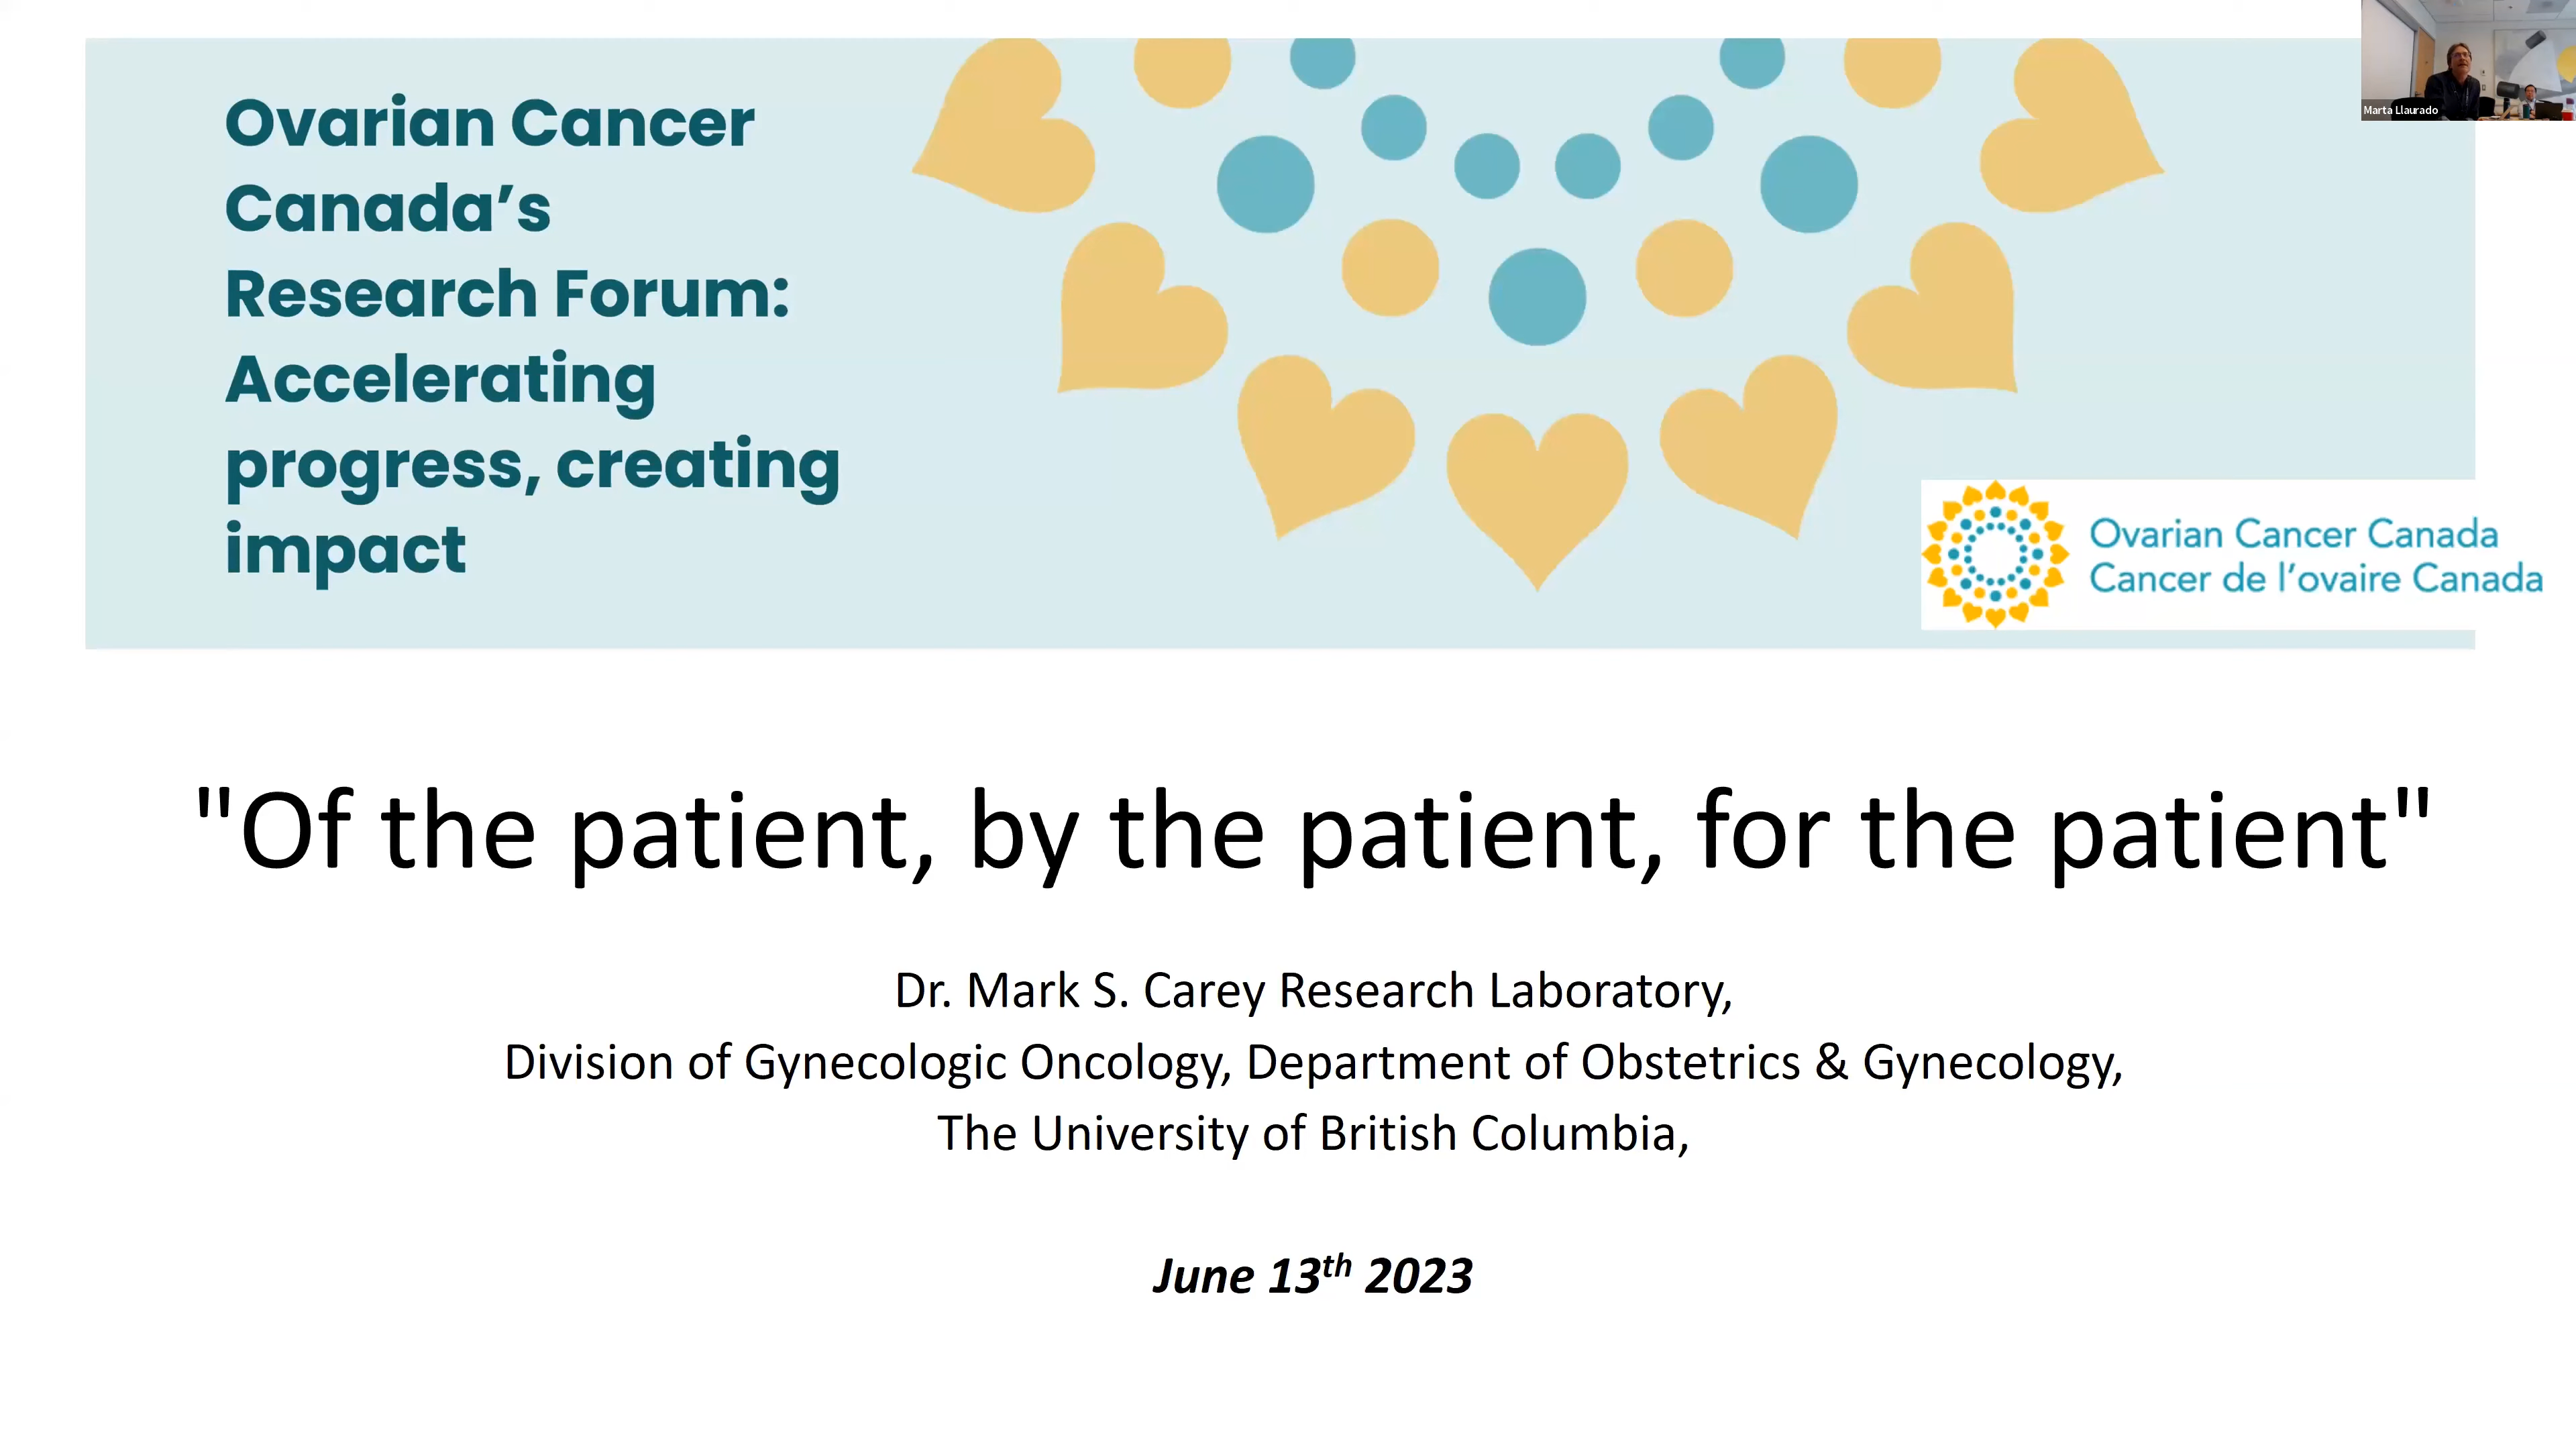 Marta Llaurado
Ovarian Cancer
Canada’s
Research Forum:
Accelerating
progress, creating
impact
Ovarian Cancer Canada
Cancer de l’ovaire Canada
"Of the patient, by the patient, for the patient"
Dr. Mark S. Carey Research Laboratory,
Division of Gynecologic Oncology, Department of Obstetrics & Gynecology,
The University of British Columbia,
June 13th 2023